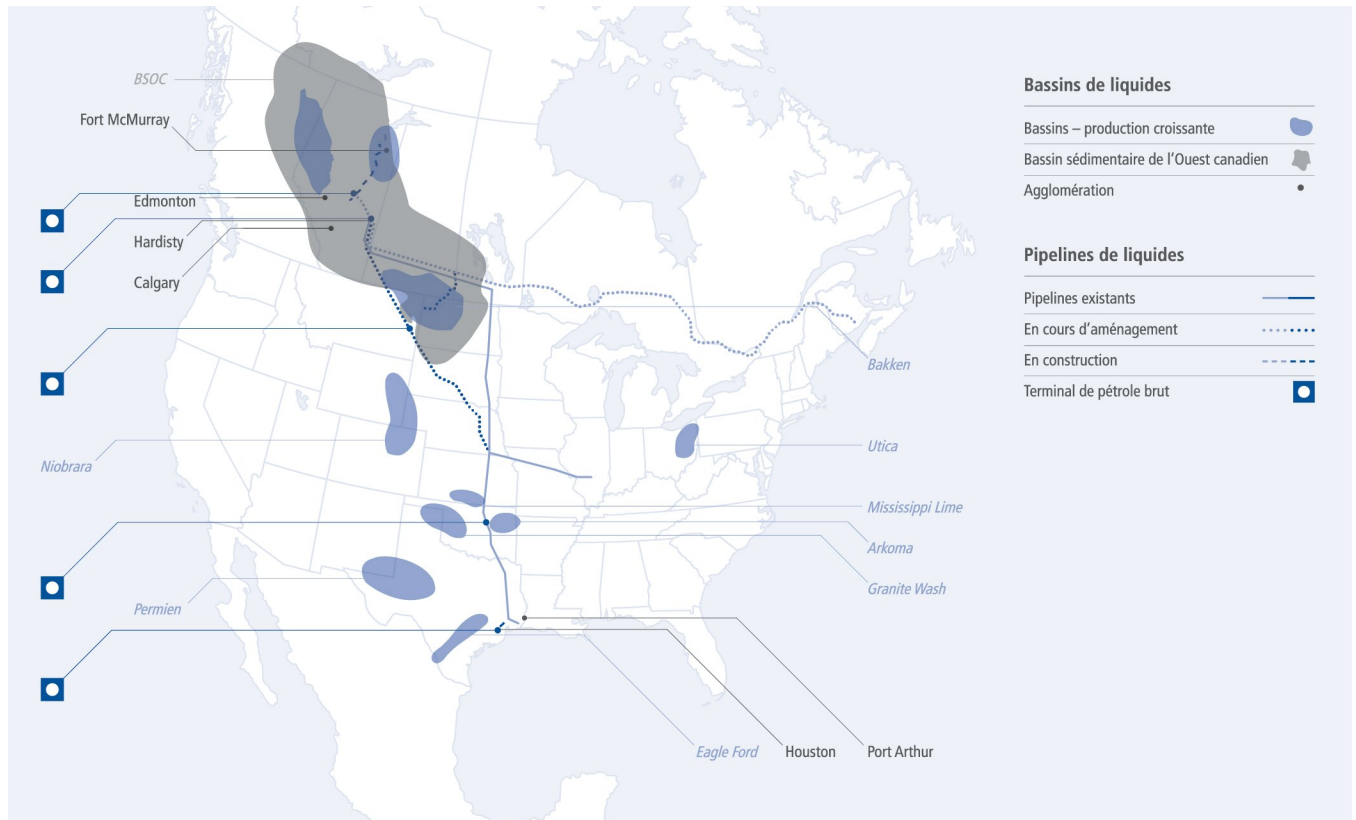 BSOC
Fort McMurray
Edmonton
Hardisty
Calgary
Niobrara
Permien
Bakken
Utica
Mississippi Lime
Arkoma
Granite Wash
Eagle Ford
Houston
Port Arthur
Bassins de liquides
Bassins – production croissante
Bassin sédimentaire de l’Ouest canadien
Agglomération
Pipelines de liquides
Pipelines existants
En cours d’aménagement
En construction
Terminal de pétrole brut